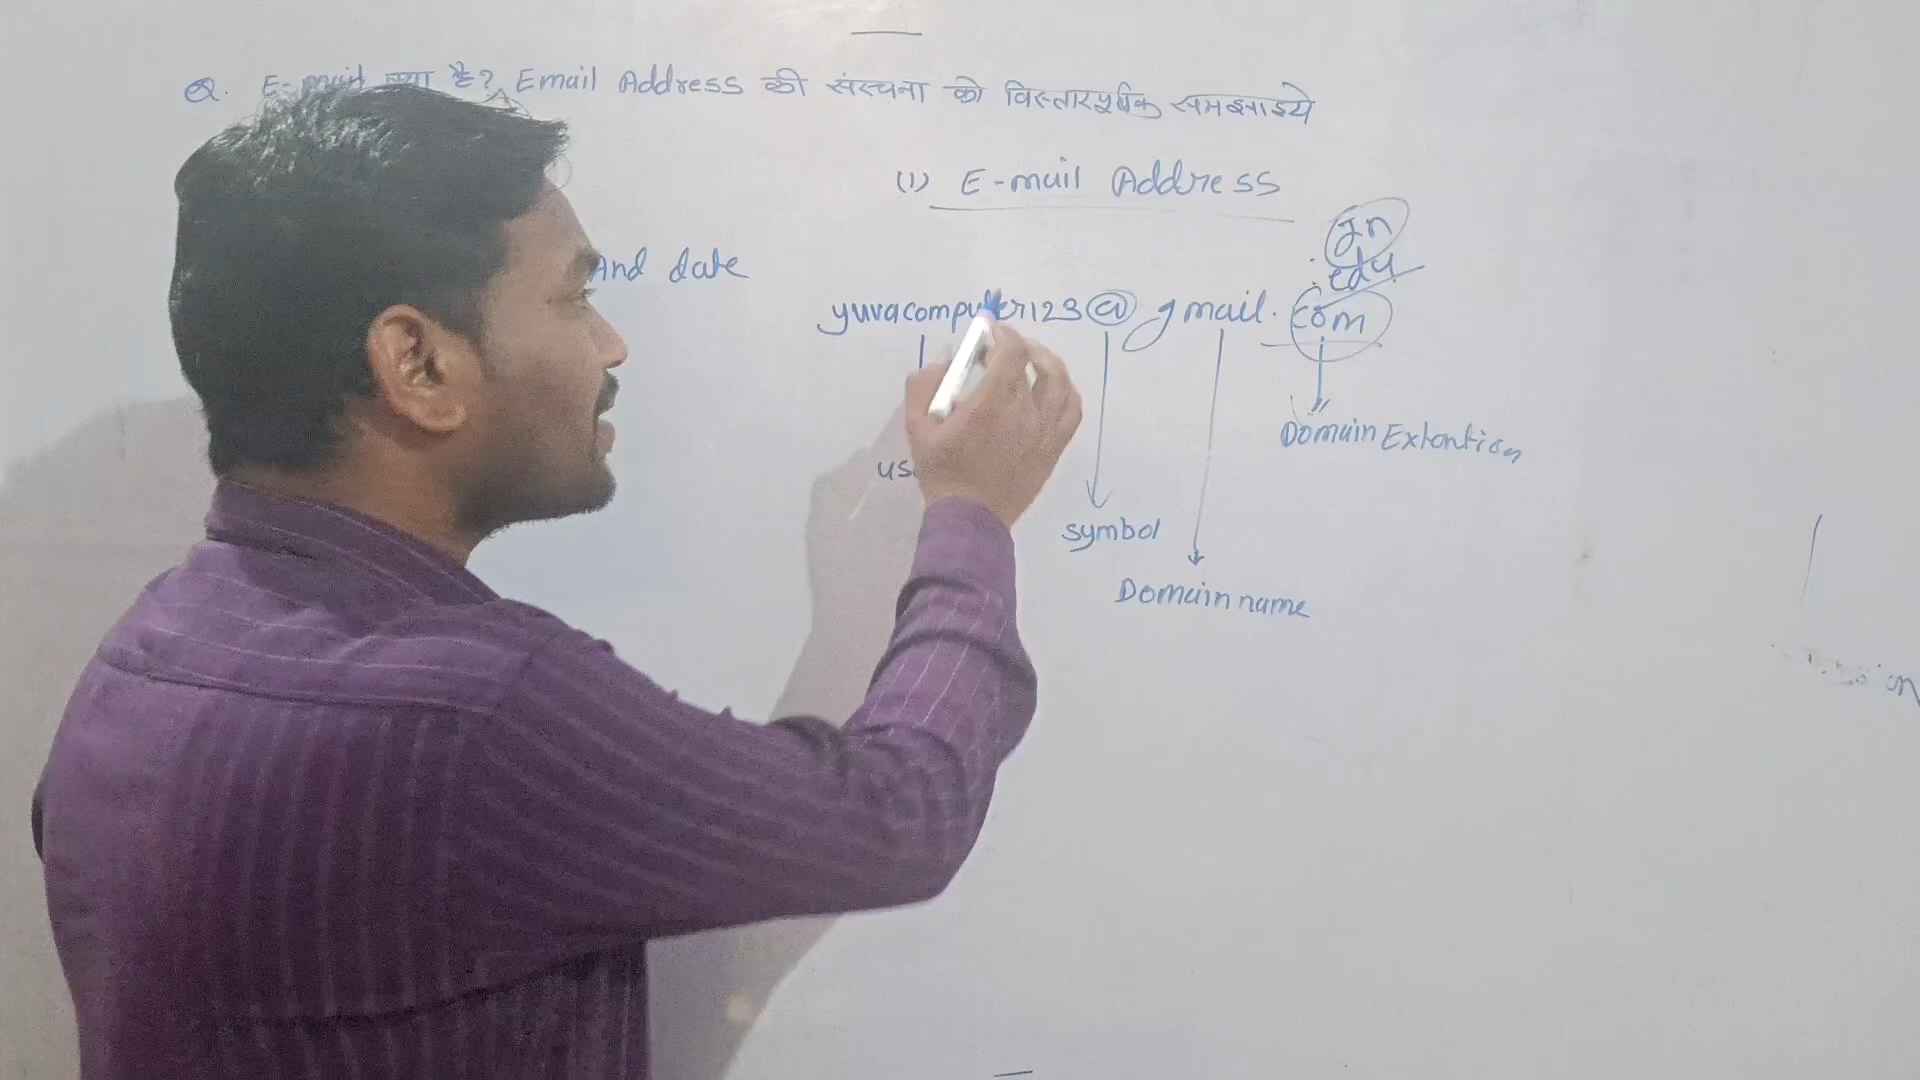 Q. E-mail क्या है? Email Address की संरचना को विस्तारपूर्वक समझाइये
(1) E-mail Address
And date
.in
.edu
yuvacomputer123@gmail.com
Domain Extention
symbol
Domain name